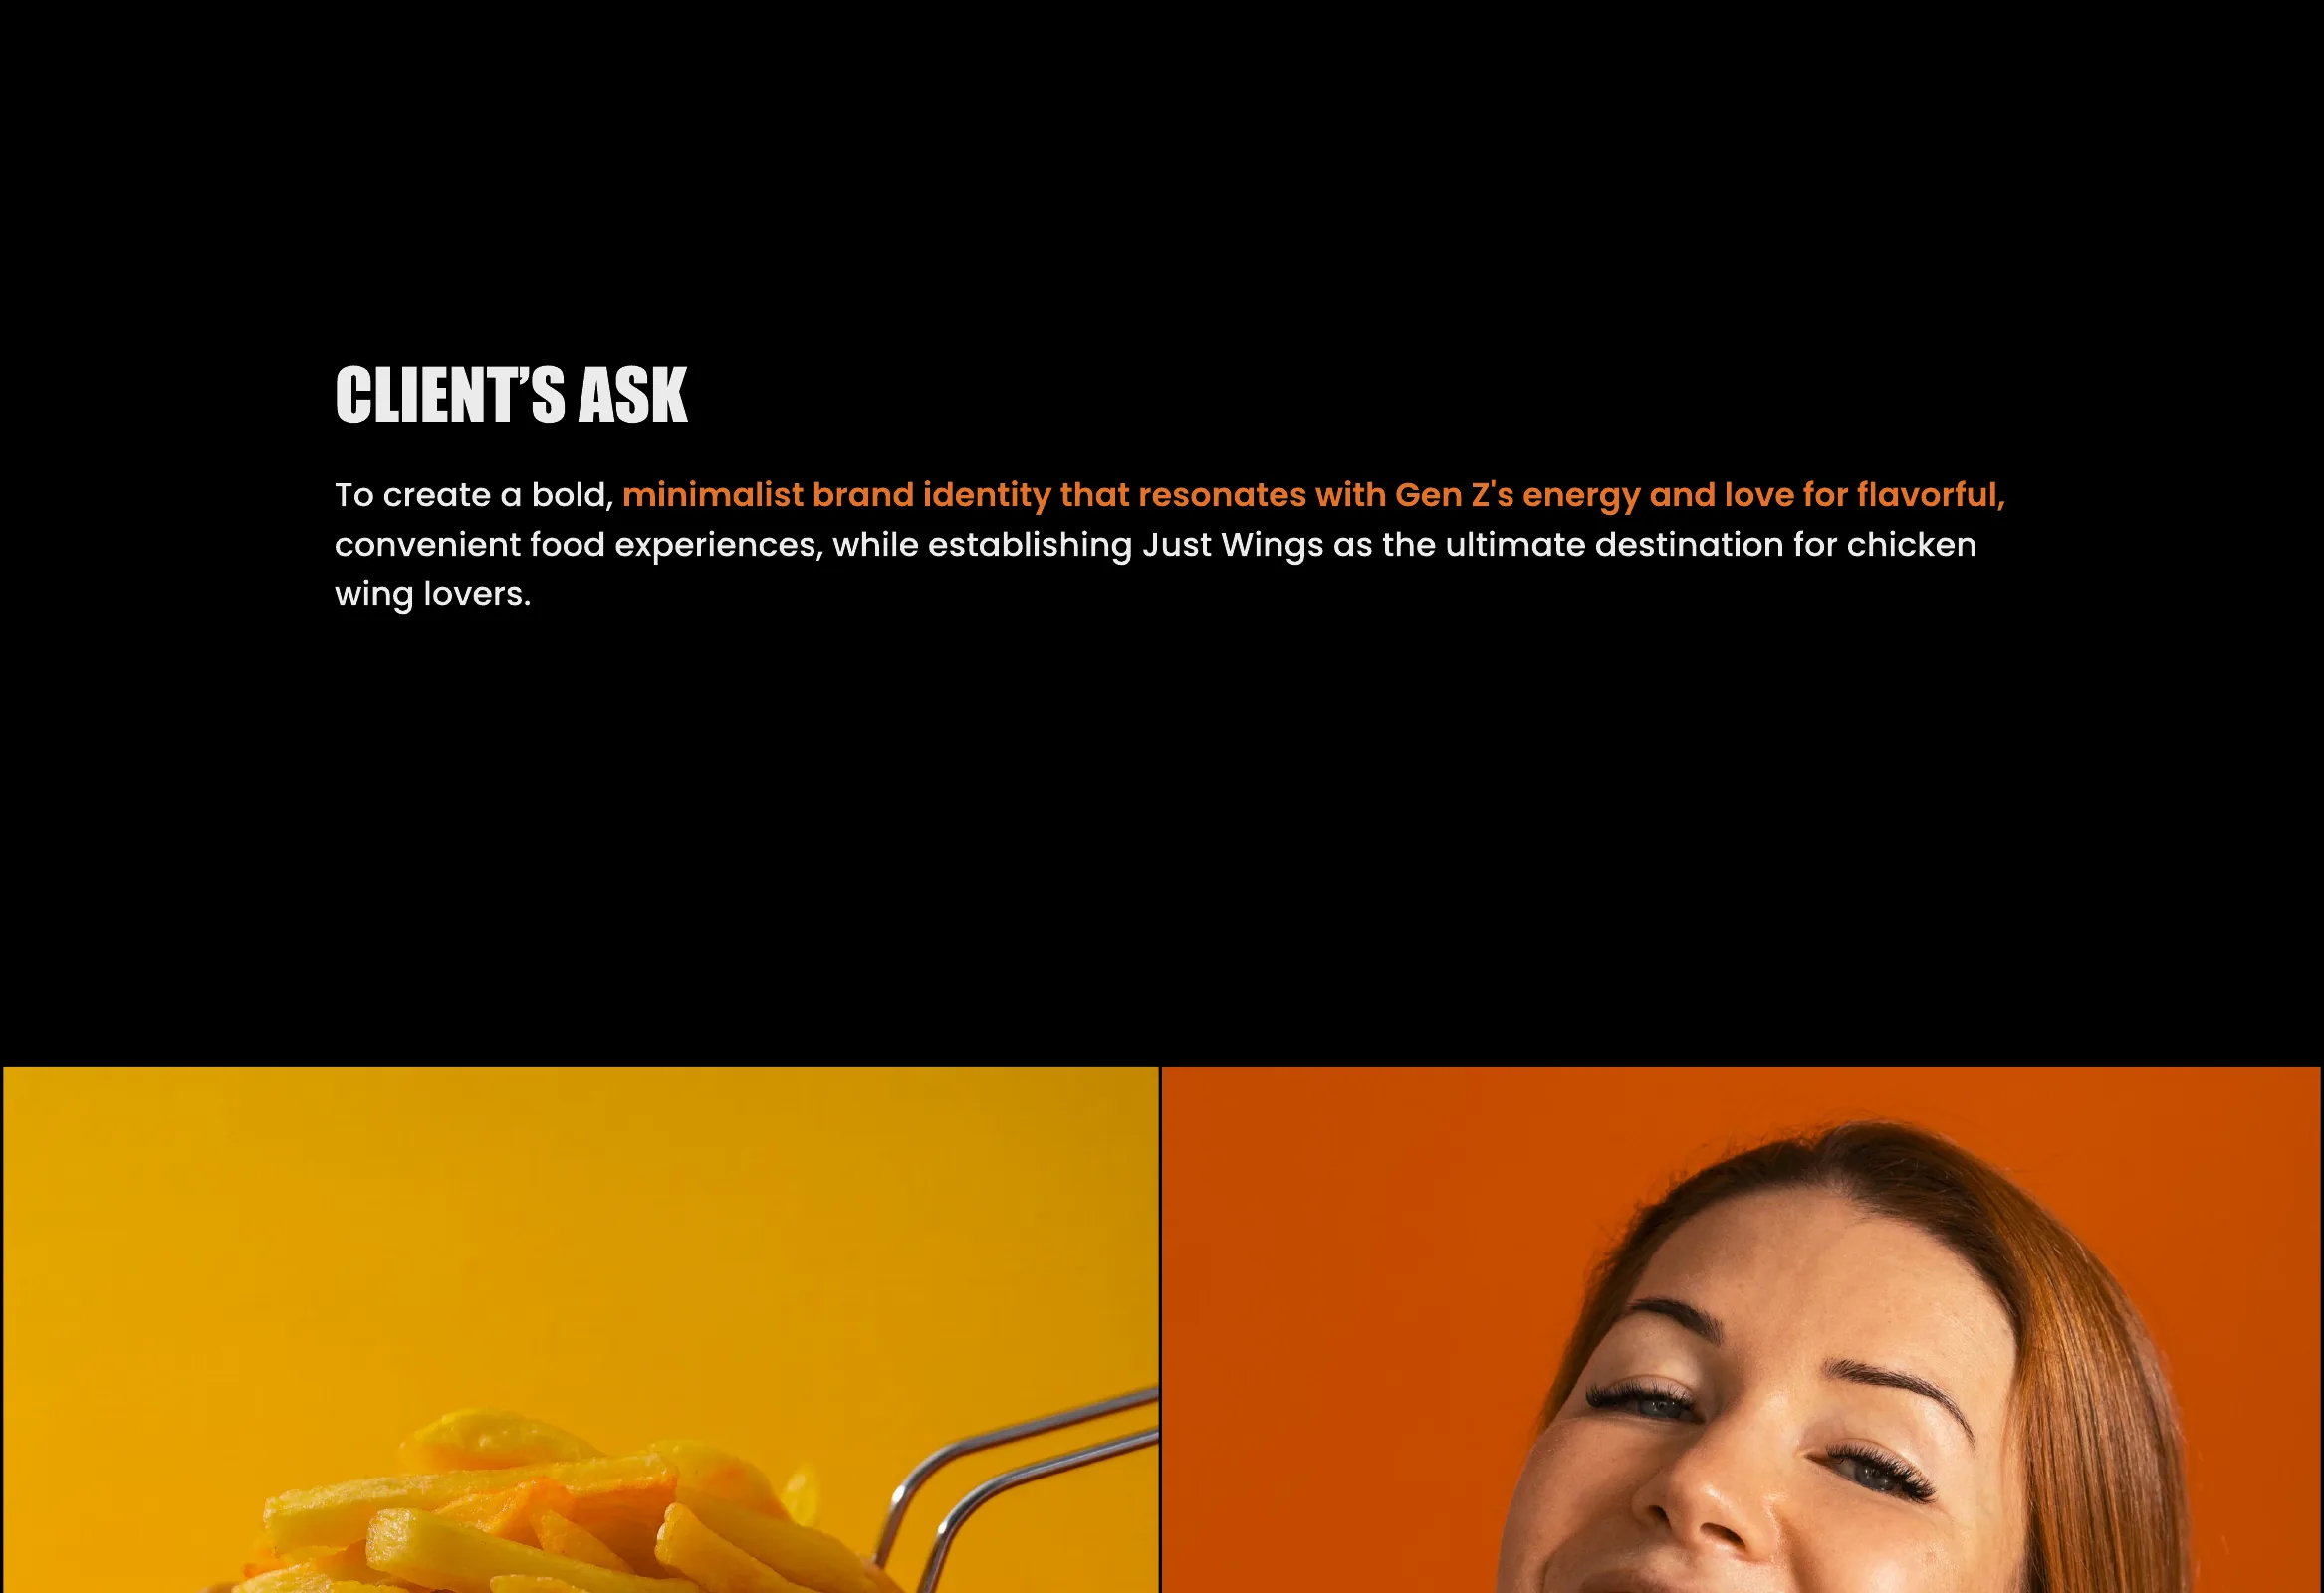 CLIENT’S ASK
To create a bold, minimalist brand identity that resonates with Gen Z's energy and love for flavorful,
convenient food experiences, while establishing Just Wings as the ultimate destination for chicken
wing lovers.